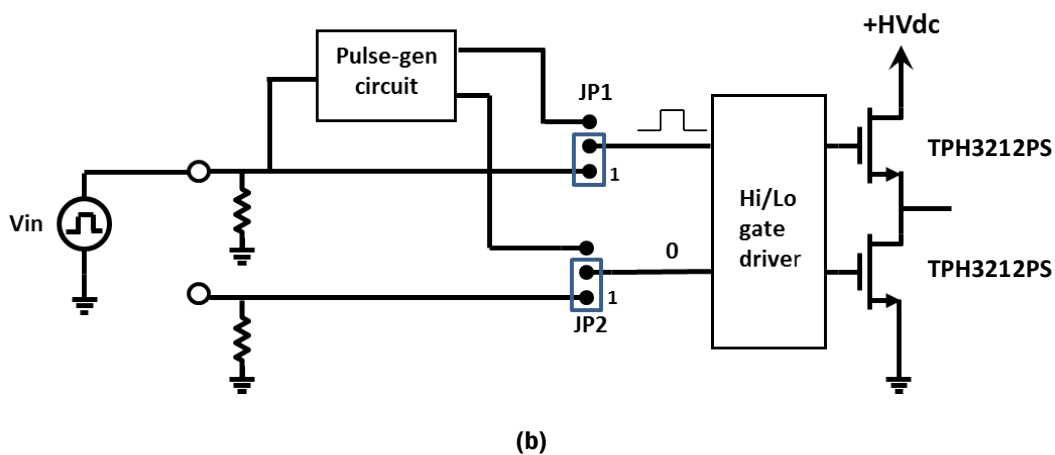 +HVdc
Pulse-gen
circuit
JP1
TPH3212PS
1
Vin
Hi/Lo
gate
driver
0
TPH3212PS
1
JP2
(b)